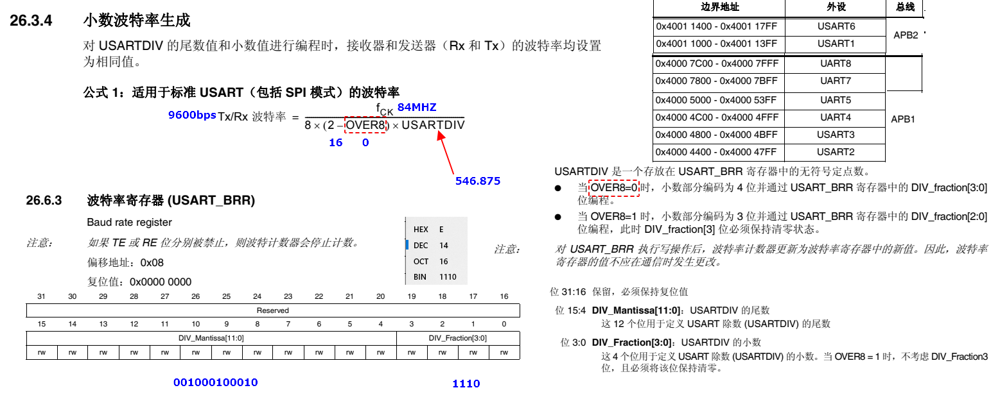 26.3.4 小数波特率生成
对 USARTDIV 的尾数值和小数值进行编程时，接收器和发送器（Rx 和 Tx）的波特率均设置
为相同值。
公式 1：适用于标准 USART（包括 SPI 模式）的波特率
9600bps Tx/Rx 波特率 =
fCK 84MHZ
8 × (2 – OVER8) × USARTDIV
16 0
546.875
26.6.3 波特率寄存器 (USART_BRR)
Baud rate register
注意： 如果 TE 或 RE 位分别被禁止，则波特计数器会停止计数。
偏移地址：0x08
复位值：0x0000 0000
HEX E
DEC 14
OCT 16
BIN 1110
31 30 29 28 27 26 25 24 23 22 21 20 19 18 17 16
Reserved
15 14 13 12 11 10 9 8 7 6 5 4 3 2 1 0
DIV_Mantissa[11:0] DIV_Fraction[3:0]
rw rw rw rw rw rw rw rw rw rw rw rw rw rw rw rw
001000100010 1110
边界地址 外设 总线
0x4001 1400 - 0x4001 17FF USART6
APB2
0x4001 1000 - 0x4001 13FF USART1
0x4000 7C00 - 0x4000 7FFF UART8
0x4000 7800 - 0x4000 7BFF UART7
0x4000 5000 - 0x4000 53FF UART5
0x4000 4C00 - 0x4000 4FFF UART4
APB1
0x4000 4800 - 0x4000 4BFF USART3
0x4000 4400 - 0x4000 47FF USART2
USARTDIV 是一个存放在 USART_BRR 寄存器中的无符号定点数。
● 当 OVER8=0 时，小数部分编码为 4 位并通过 USART_BRR 寄存器中的 DIV_fraction[3:0]
位编程。
● 当 OVER8=1 时，小数部分编码为 3 位并通过 USART_BRR 寄存器中的 DIV_fraction[2:0]
位编程，此时 DIV_fraction[3] 位必须保持清零状态。
注意： 对 USART_BRR 执行写操作后，波特率计数器更新为波特率寄存器中的新值。因此，波特率
寄存器的值不应在通信时发生更改。
位 31:16 保留，必须保持复位值
位 15:4 DIV_Mantissa[11:0]：USARTDIV 的尾数
这 12 个位用于定义 USART 除数 (USARTDIV) 的尾数
位 3:0 DIV_Fraction[3:0]：USARTDIV 的小数
这 4 个位用于定义 USART 除数 (USARTDIV) 的小数。当 OVER8 = 1 时，不考虑 DIV_Fraction3
位，且必须将该位保持清零。